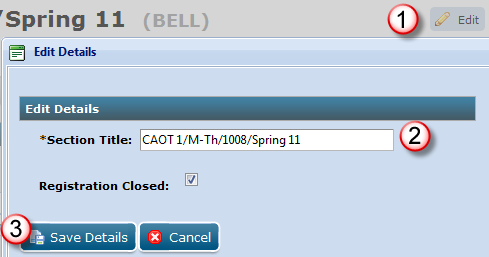 /Spring 11 (BELL)
1
Edit
Edit Details
Edit Details
*Section Title: CAOT 1/M-Th/1008/Spring 11
2
Registration Closed:
3
Save Details
Cancel